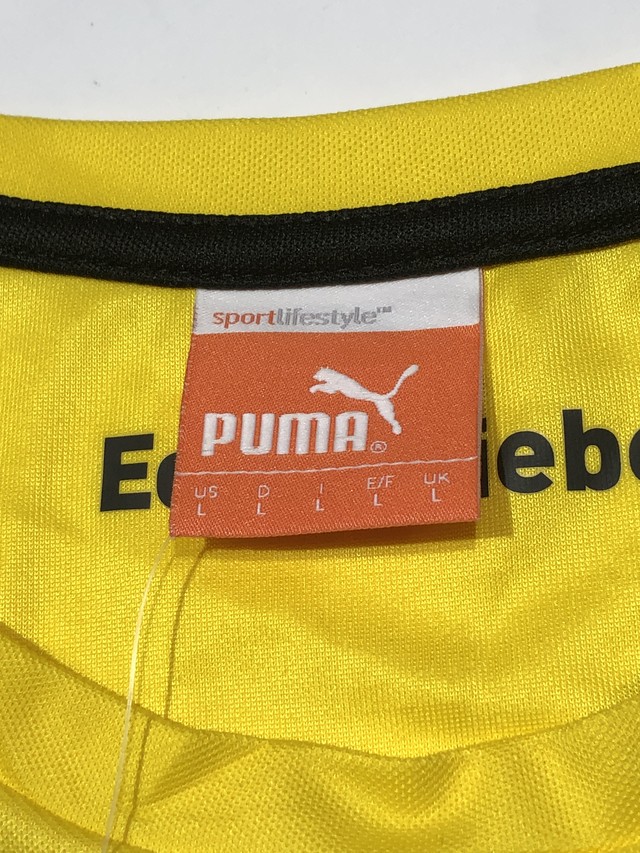 sportlifestyle™
PUMA®
US D I E/F UK
L L L L L